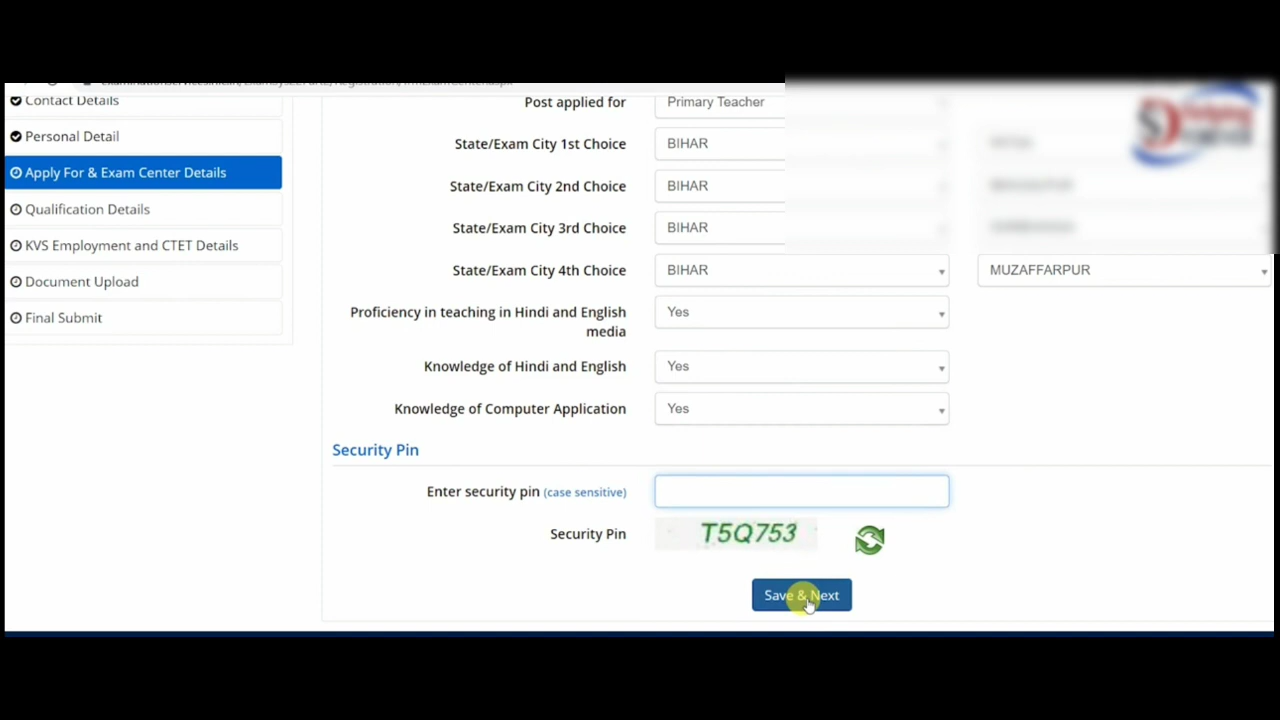 Contact Details
Personal Detail
Apply For & Exam Center Details
Qualification Details
KVS Employment and CTET Details
Document Upload
Final Submit
Post applied for Primary Teacher
State/Exam City 1st Choice BIHAR
State/Exam City 2nd Choice BIHAR
State/Exam City 3rd Choice BIHAR
State/Exam City 4th Choice BIHAR MUZAFFARPUR
Proficiency in teaching in Hindi and English
media Yes
Knowledge of Hindi and English Yes
Knowledge of Computer Application Yes
Security Pin
Enter security pin (case sensitive)
Security Pin T5Q753
Save & Next